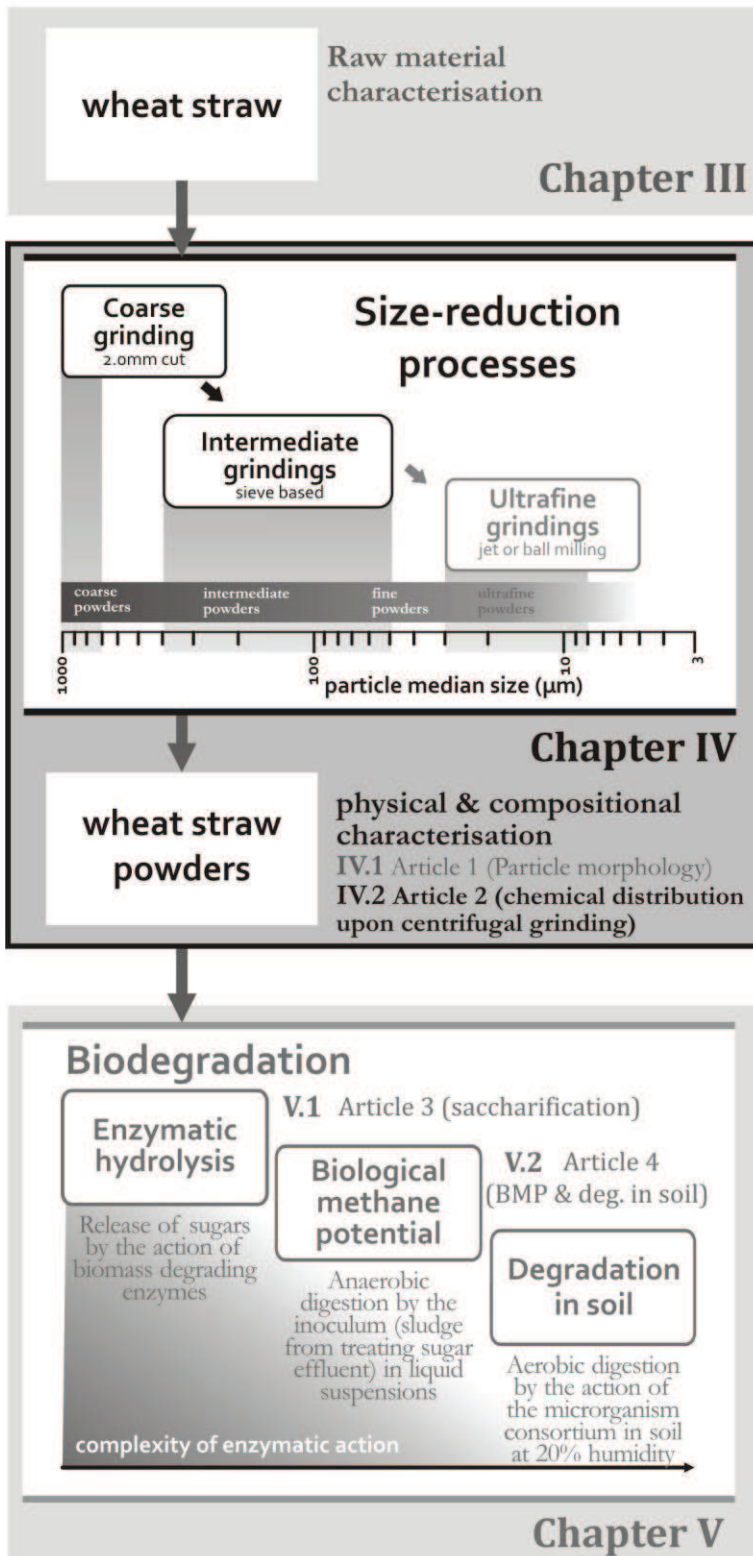 wheat straw
Raw material
characterisation
Chapter III
Coarse
grinding
2.0mm cut
Size-reduction
processes
Intermediate
grindings
sieve based
Ultrafine
grindings
jet or ball milling
coarse
powders
intermediate
powders
fine
powders
ultrafine
powders
1000
100
10
3
particle median size (µm)
Chapter IV
wheat straw
powders
physical & compositional
characterisation
IV.1 Article 1 (Particle morphology)
IV.2 Article 2 (chemical distribution
upon centrifugal grinding)
Biodegradation
Enzymatic
hydrolysis
V.1 Article 3 (saccharification)
Release of sugars
by the action of
biomass degrading
enzymes
Biological
methane
potential
V.2 Article 4
(BMP & deg. in soil)
Anaerobic
digestion by the
inoculum (sludge
from treating sugar
effluent) in liquid
suspensions
Degradation
in soil
Aerobic digestion
by the action of
the microrganism
consortium in soil
at 20% humidity
complexity of enzymatic action
Chapter V